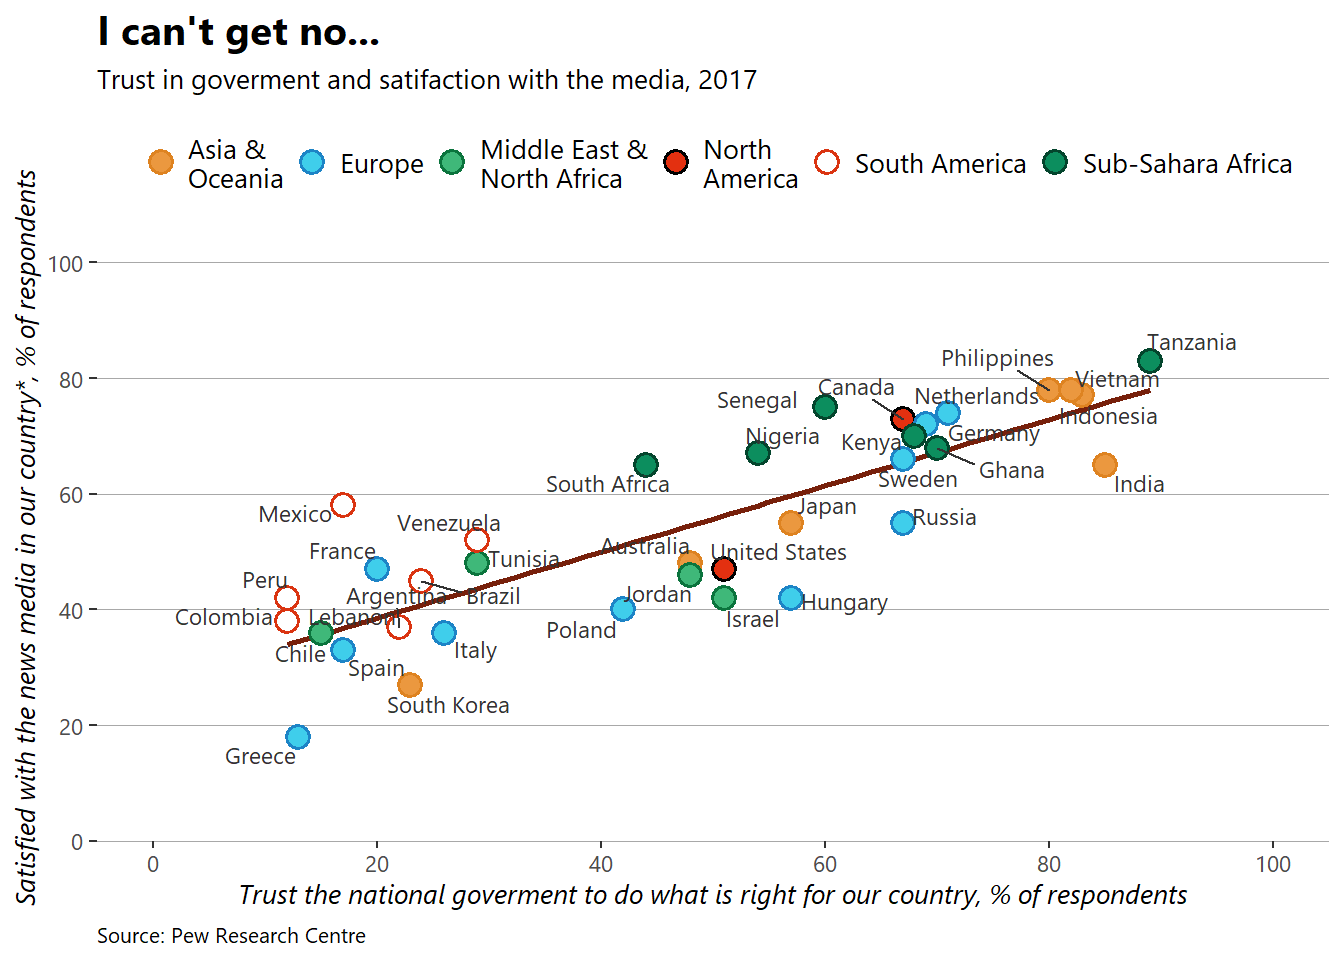 I can't get no...
Trust in goverment and satifaction with the media, 2017
Asia &
Oceania
Europe
Middle East &
North Africa
North
America
South America
Sub-Sahara Africa
Satisfied with the news media in our country*, % of respondents
100
80
60
40
20
0
Tanzania
Philippines
Vietnam
Canada
Netherlands
Senegal
Indonesia
Nigeria
Kenya
Germany
Ghana
South Africa
Sweden
India
Mexico
Japan
Venezuela
Russia
France
Tunisia
Australia
United States
Peru
Argentina
Brazil
Jordan
Hungary
Colombia
Lebanon
Israel
Poland
Chile
Italy
Spain
South Korea
Greece
0
20
40
60
80
100
Trust the national goverment to do what is right for our country, % of respondents
Source: Pew Research Centre